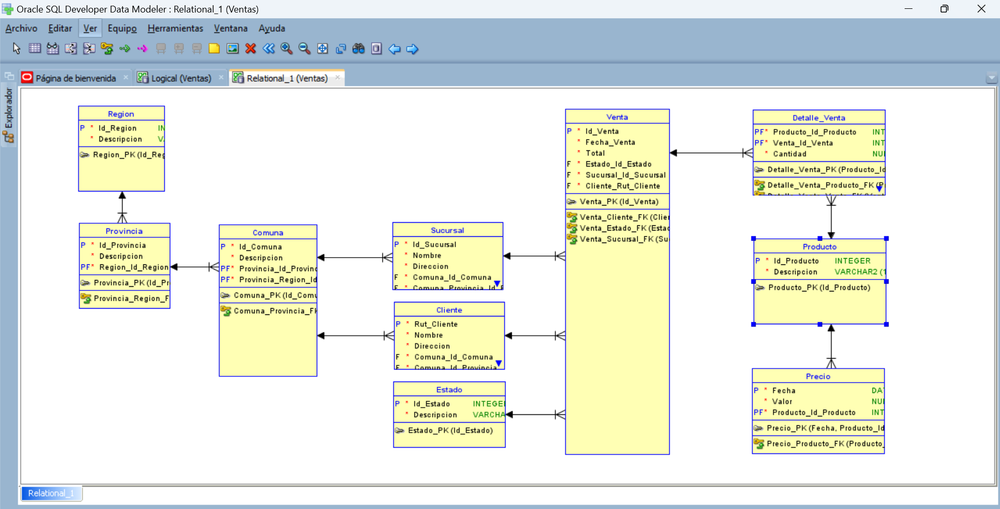 Oracle SQL Developer Data Modeler : Relational_1 (Ventas)
Archivo Editar Ver Equipo Herramientas Ventana Ayuda
Página de bienvenida
Logical (Ventas)
Relational_1 (Ventas)
Explorador
Region
P * Id_Region IN
* Descripcion
Region_PK (Id_Reg
Provincia
P * Id_Provincia
* Descripcion
PF* Region_Id_Region
Provincia_PK (Id_Pr
Provincia_Region_F
Comuna
P * Id_Comuna
* Descripcion
PF* Provincia_Id_Provinc
PF* Provincia_Region_Id
Comuna_PK (Id_Comu
Comuna_Provincia_FK
Sucursal
P * Id_Sucursal
* Nombre
* Direccion
F * Comuna_Id_Comuna
F * Comuna_Provincia_Id_F
Cliente
P * Rut_Cliente
* Nombre
* Direccion
F * Comuna_Id_Comuna
F * Comuna_Id_Provincia
Estado
P * Id_Estado INTEGE
* Descripcion VARCHA
Estado_PK (Id_Estado)
Venta
P * Id_Venta
* Fecha_Venta
* Total
F * Estado_Id_Estado
F * Sucursal_Id_Sucursal
F * Cliente_Rut_Cliente
Venta_PK (Id_Venta)
Venta_Cliente_FK (Clie
Venta_Estado_FK (Esta
Venta_Sucursal_FK (Su
Detalle_Venta
PF* Producto_Id_Producto INT
PF* Venta_Id_Venta INT
* Cantidad NU
Detalle_Venta_PK (Producto_Id
Detalle_Venta_Producto_FK (P
Producto
P * Id_Producto INTEGER
* Descripcion VARCHAR2 (1
Producto_PK (Id_Producto)
Precio
P * Fecha DA
* Valor NU
PF* Producto_Id_Producto INT
Precio_PK (Fecha, Producto_Id
Precio_Producto_FK (Producto_
Relational_1